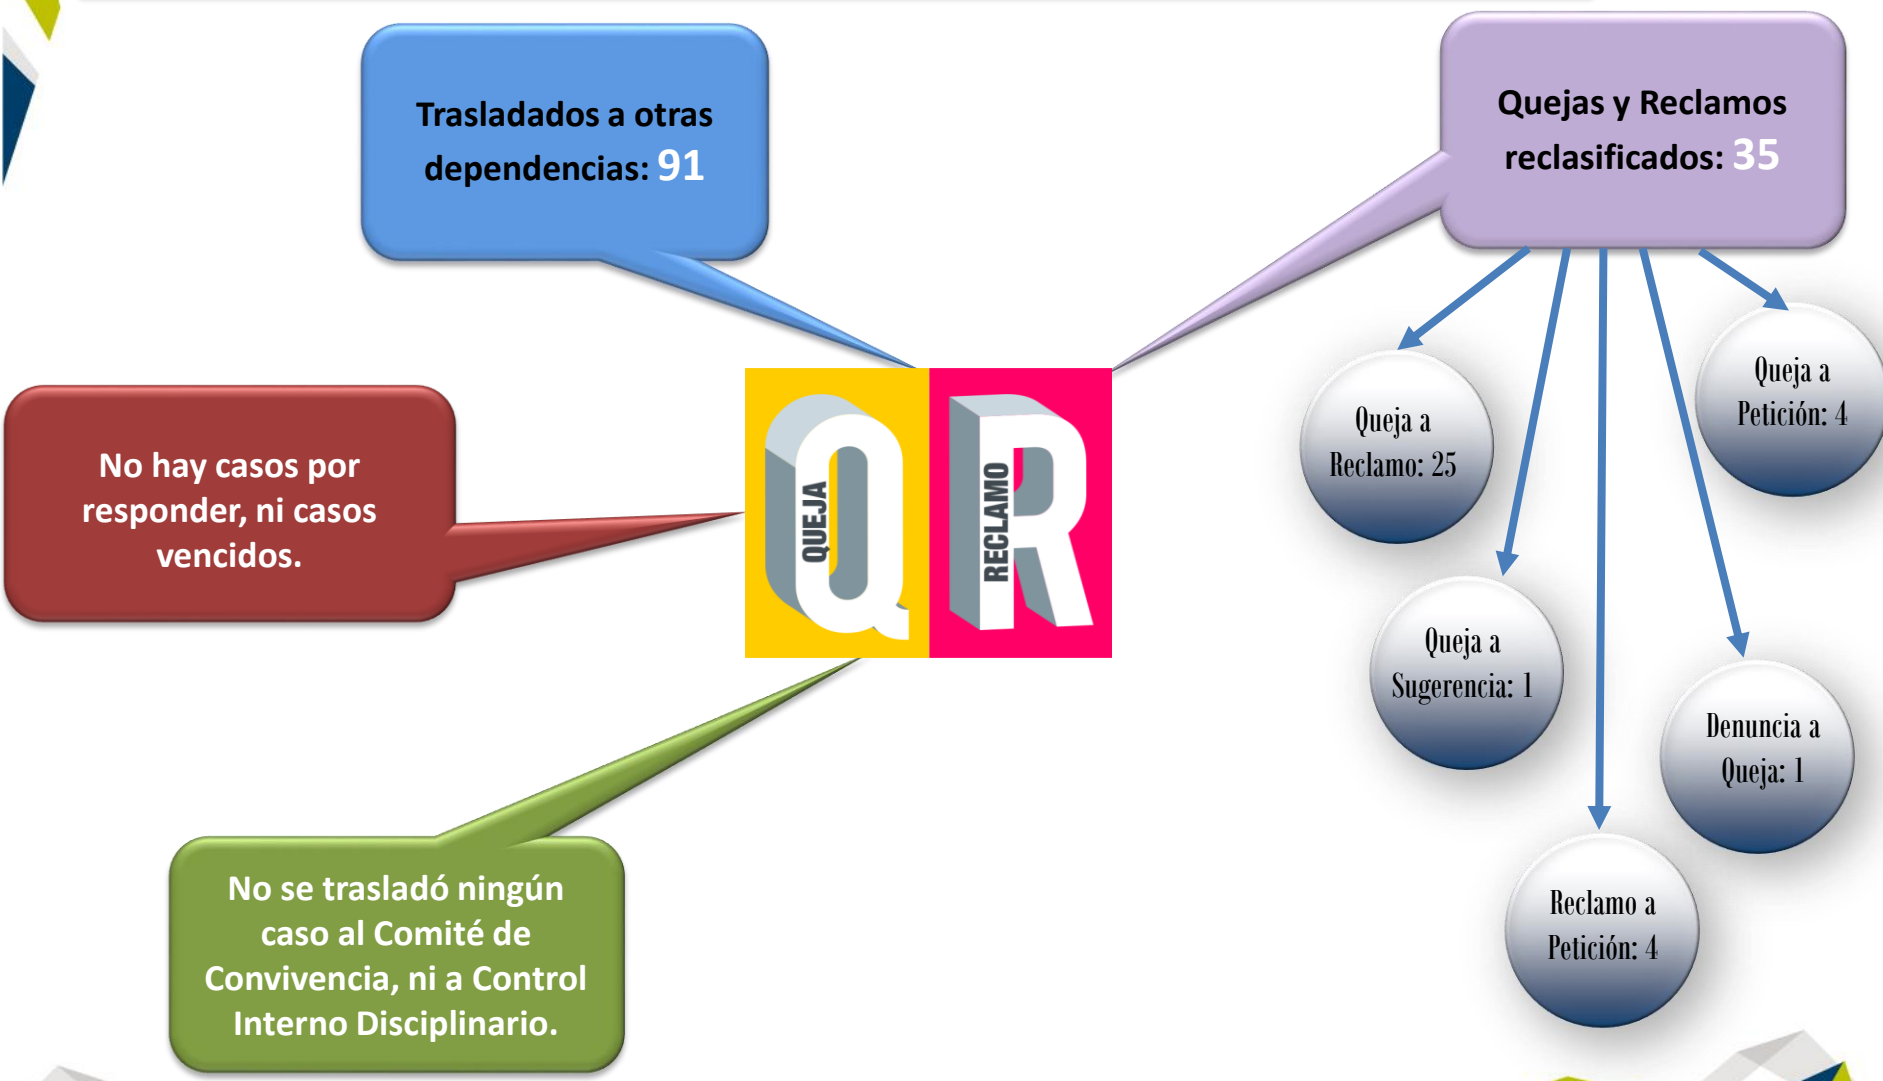 Trasladados a otras
dependencias: 91
Quejas y Reclamos
reclasificados: 35
No hay casos por
responder, ni casos
vencidos.
QUEJA
Q
RECLAMO
R
No se trasladó ningún
caso al Comité de
Convivencia, ni a Control
Interno Disciplinario.
Queja a
Reclamo: 25
Queja a
Sugerencia: 1
Reclamo a
Petición: 4
Denuncia a
Queja: 1
Queja a
Petición: 4